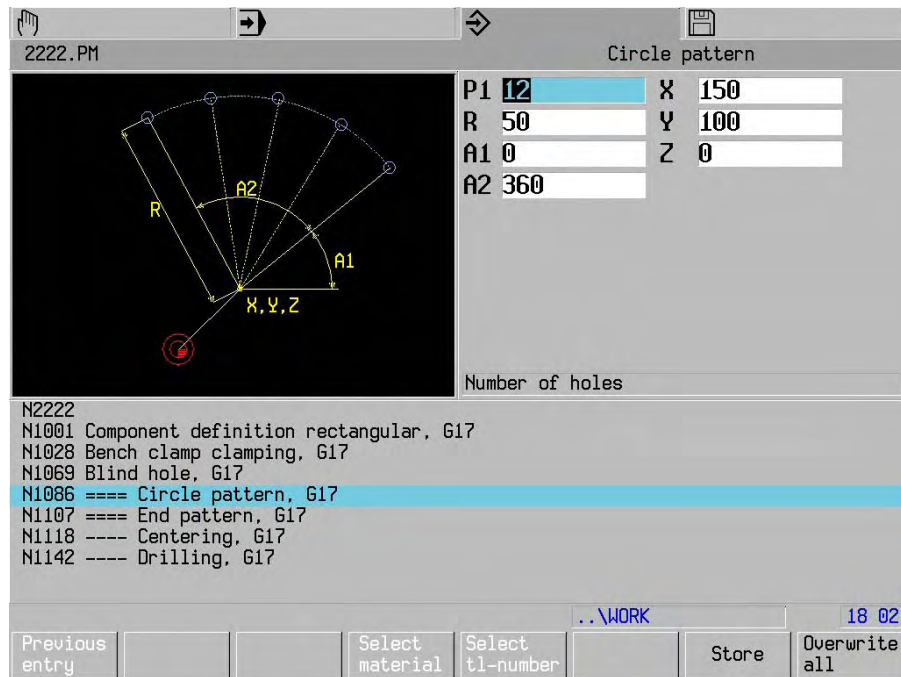 2222.PM
Circle pattern
P1 12 X 150
R 50 Y 100
A1 0 Z 0
A2 360
A2
R
A1
X,Y,Z
Number of holes
N2222
N1001 Component definition rectangular, G17
N1028 Bench clamp clamping, G17
N1069 Blind hole, G17
N1086 ==== Circle pattern, G17
N1107 ==== End pattern, G17
N1118 ---- Centering, G17
N1142 ---- Drilling, G17
..\WORK 18 02
Previous entry
Select material
Select tl-number
Store
Overwrite all